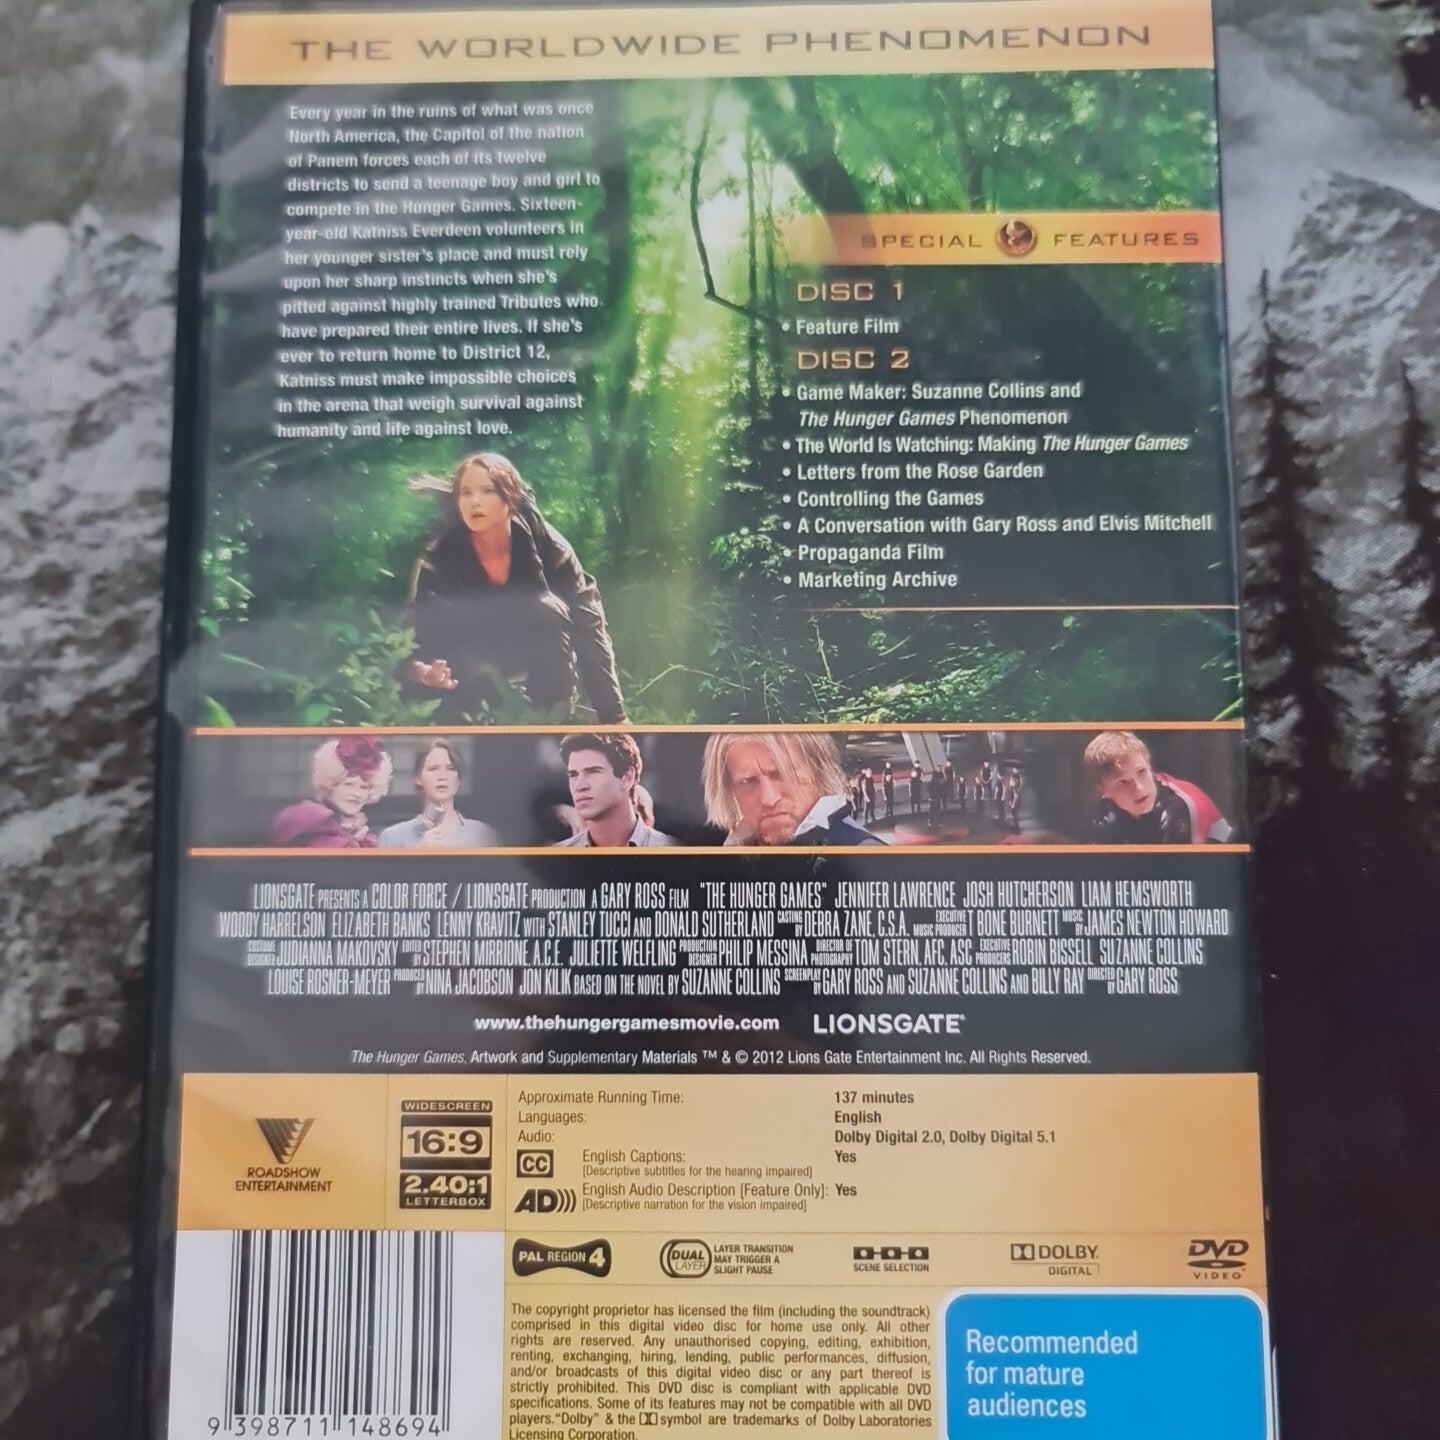 THE WORLDWIDE PHENOMENON
Every year in the ruins of what was once
North America, the Capitol of the nation
of Panem forces each of its twelve
districts to send a teenage boy and girl to
compete in the Hunger Games. Sixteen-
year-old Katniss Everdeen volunteers in
her younger sister's place and must rely
upon her sharp instincts when she's
pitted against highly trained Tributes who
have prepared their entire lives. If she's
ever to return home to District 12,
Katniss must make impossible choices
in the arena that weigh survival against
humanity and life against love.
SPECIAL FEATURES
DISC 1
• Feature Film
DISC 2
• Game Maker: Suzanne Collins and
The Hunger Games Phenomenon
• The World Is Watching: Making The Hunger Games
• Letters from the Rose Garden
• Controlling the Games
• A Conversation with Gary Ross and Elvis Mitchell
• Propaganda Film
• Marketing Archive
LIONSGATE PRESENTS A COLOR FORCE / LIONSGATE PRODUCTION A GARY ROSS FILM "THE HUNGER GAMES" JENNIFER LAWRENCE JOSH HUTCHERSON LIAM HEMSWORTH
WOODY HARRELSON ELIZABETH BANKS LENNY KRAVITZ WITH STANLEY TUCCI AND DONALD SUTHERLAND CASTING BY DEBRA ZANE, C.S.A. EXECUTIVE MUSIC PRODUCER T BONE BURNETT MUSIC BY JAMES NEWTON HOWARD
COSTUME DESIGNER JUDIANNA MAKOVSKY EDITED BY STEPHEN MIRRIONE, A.C.E. JULIETTE WELFLING PRODUCTION DESIGNER PHILIP MESSINA DIRECTOR OF PHOTOGRAPHY TOM STERN, AFC, ASC EXECUTIVE PRODUCERS ROBIN BISSELL SUZANNE COLLINS
LOUISE ROSNER-MEYER PRODUCED BY NINA JACOBSON JON KILIK BASED ON THE NOVEL BY SUZANNE COLLINS SCREENPLAY BY GARY ROSS AND SUZANNE COLLINS AND BILLY RAY DIRECTED BY GARY ROSS
www.thehungergamesmovie.com LIONSGATE®
The Hunger Games, Artwork and Supplementary Materials ™ & © 2012 Lions Gate Entertainment Inc. All Rights Reserved.
ROADSHOW
ENTERTAINMENT
WIDESCREEN
16:9
2.40:1
LETTERBOX
Approximate Running Time: 137 minutes
Languages: English
Audio: Dolby Digital 2.0, Dolby Digital 5.1
CC English Captions: Yes
[Descriptive subtitles for the hearing impaired]
AD))) English Audio Description [Feature Only]: Yes
[Descriptive narration for the vision impaired]
PAL REGION 4
DUAL LAYER
LAYER TRANSITION
MAY TRIGGER A
SLIGHT PAUSE
SCENE SELECTION
DOLBY
DIGITAL
DVD
VIDEO
The copyright proprietor has licensed the film (including the soundtrack)
comprised in this digital video disc for home use only. All other
rights are reserved. Any unauthorised copying, editing, exhibition,
renting, exchanging, hiring, lending, public performances, diffusion,
and/or broadcasts of this digital video disc or any part thereof is
strictly prohibited. This DVD disc is compliant with applicable DVD
specifications. Some of its features may not be compatible with all DVD
players. "Dolby" & the symbol are trademarks of Dolby Laboratories
Licensing Corporation.
Recommended
for mature
audiences
9 398711 148694